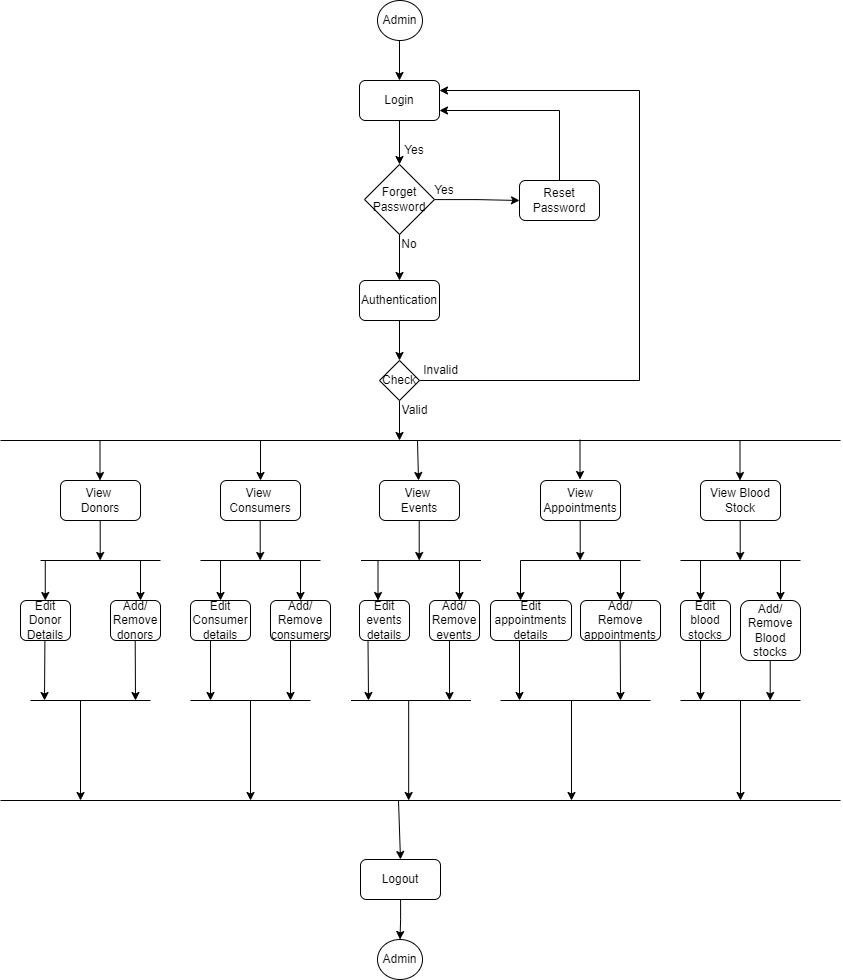 Admin
Login
Yes
Forget
Password
Yes
Reset
Password
No
Authentication
Check
Invalid
Valid
View
Donors
View
Consumers
View
Events
View
Appointments
View Blood
Stock
Edit
Donor
Details
Add/
Remove
donors
Edit
Consumer
details
Add/
Remove
consumers
Edit
events
details
Add/
Remove
events
Edit
appointments
details
Add/
Remove
appointments
Edit
blood
stocks
Add/
Remove
Blood
stocks
Logout
Admin